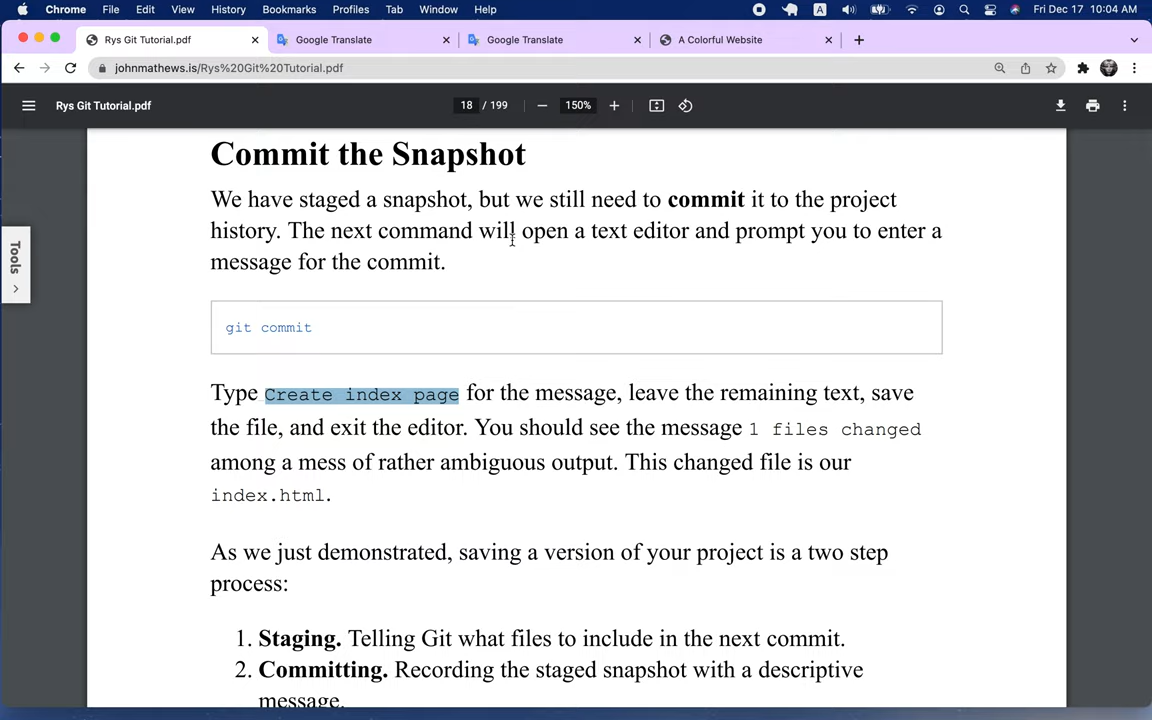 Chrome File Edit View History Bookmarks Profiles Tab Window Help A Fri Dec 17 10:04 AM
Rys Git Tutorial.pdf Google Translate Google Translate A Colorful Website
johnmathews.is/Rys%20Git%20Tutorial.pdf
Rys Git Tutorial.pdf 18 / 199 150%
Commit the Snapshot
We have staged a snapshot, but we still need to commit it to the project
history. The next command will open a text editor and prompt you to enter a
message for the commit.
git commit
Type Create index page for the message, leave the remaining text, save
the file, and exit the editor. You should see the message 1 files changed
among a mess of rather ambiguous output. This changed file is our
index.html.
As we just demonstrated, saving a version of your project is a two step
process:
1. Staging. Telling Git what files to include in the next commit.
2. Committing. Recording the staged snapshot with a descriptive
message.
Tools